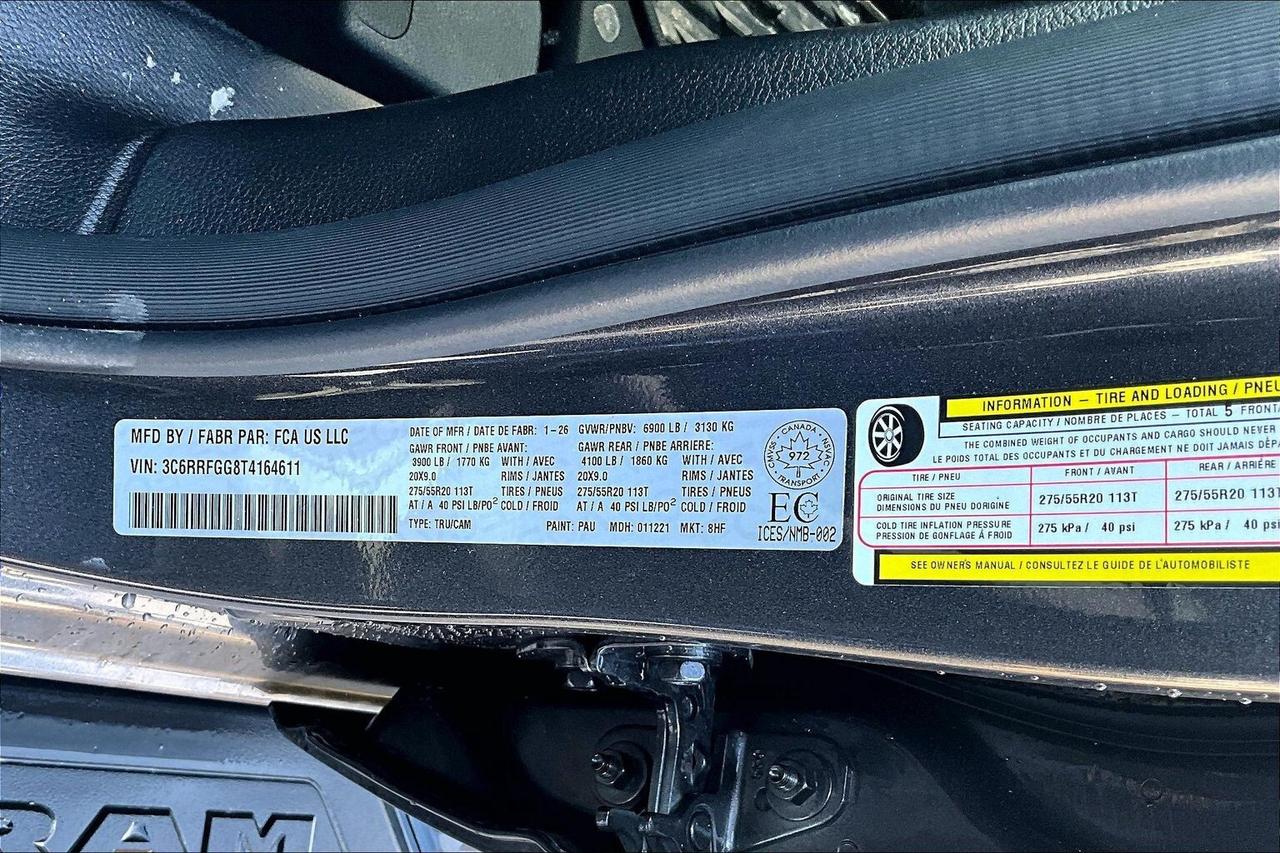 MFD BY / FABR PAR: FCA US LLC
VIN: 3C6RRFGG8T4164611
DATE OF MFR / DATE DE FABR: 1-26 GVWR/PNBV: 6900 LB / 3130 KG
GAWR FRONT / PNBE AVANT: GAWR REAR / PNBE ARRIERE:
3900 LB / 1770 KG WITH / AVEC 4100 LB / 1860 KG WITH / AVEC
20X9.0 RIMS / JANTES 20X9.0 RIMS / JANTES
275/55R20 113T TIRES / PNEUS 275/55R20 113T TIRES / PNEUS
AT / A 40 PSI LB/PO² COLD / FROID AT / A 40 PSI LB/PO² COLD / FROID
TYPE: TRU/CAM PAINT: PAU MDH: 011221 MKT: 8HF
CANADA
CMVSS 972 NSVAC
TRANSPORT
EC
ICES/NMB-002
INFORMATION – TIRE AND LOADING / PNEU
SEATING CAPACITY / NOMBRE DE PLACES – TOTAL 5 FRONT
THE COMBINED WEIGHT OF OCCUPANTS AND CARGO SHOULD NEVER
LE POIDS TOTAL DES OCCUPANTS ET DU CHARGEMENT NE DOIT JAMAIS DÉPA
TIRE / PNEU FRONT / AVANT REAR / ARRIÈRE
ORIGINAL TIRE SIZE
DIMENSIONS DU PNEU D'ORIGINE 275/55R20 113T 275/55R20 113T
COLD TIRE INFLATION PRESSURE
PRESSION DE GONFLAGE À FROID 275 kPa / 40 psi 275 kPa / 40 psi
SEE OWNER'S MANUAL / CONSULTEZ LE GUIDE DE L'AUTOMOBILISTE
RAM